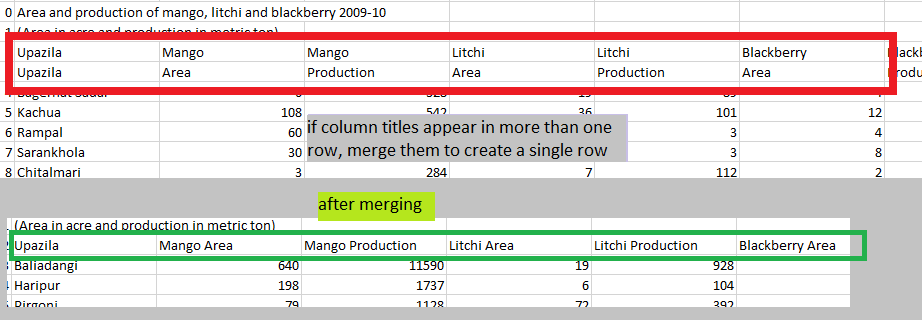 0 Area and production of mango, litchi and blackberry 2009-10
1 (Area in acre and production in metric ton)
Upazila Mango Mango Litchi Litchi Blackberry
Upazila Area Production Area Production Area
5 Kachua 108 542 36 101 12
6 Rampal 60 3 4
7 Sarankhola 30 3 8
8 Chitalmari 3 284 7 112 2
if column titles appear in more than one
row, merge them to create a single row
after merging
(Area in acre and production in metric ton)
Upazila Mango Area Mango Production Litchi Area Litchi Production Blackberry Area
Baliadangi 640 11590 19 928
Haripur 198 1737 6 104
Pirgonj 79 1128 72 392